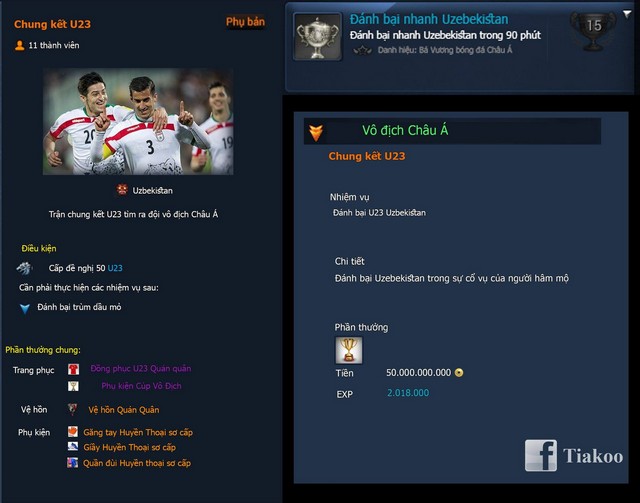 Chung kết U23
Phụ bản
11 thành viên
Uzbekistan
Trận chung kết U23 tìm ra đội vô địch Châu Á
Điều kiện
Cấp đề nghị 50 U23
Cần phải thực hiện các nhiệm vụ sau:
Đánh bại trùm dầu mỏ
Phần thưởng chung:
Trang phục
Đồng phục U23 Quán quân
Phụ kiện Cúp Vô Địch
Vệ hồn
Vệ hồn Quán Quân
Phụ kiện
Găng tay Huyền Thoại sơ cấp
Giầy Huyền Thoại sơ cấp
Quần đùi Huyền thoại sơ cấp
Đánh bại nhanh Uzebekistan
Đánh bại nhanh Uzebekistan trong 90 phút
Danh hiệu: Bá Vương bóng đá Châu Á
15
Vô địch Châu Á
Chung kết U23
Nhiệm vụ
Đánh bại U23 Uzbekistan
Chi tiết
Đánh bại Uzebekistan trong sự cổ vụ của người hâm mộ
Phần thưởng
Tiền 50.000.000.000
EXP 2.018.000
f Tiakoo